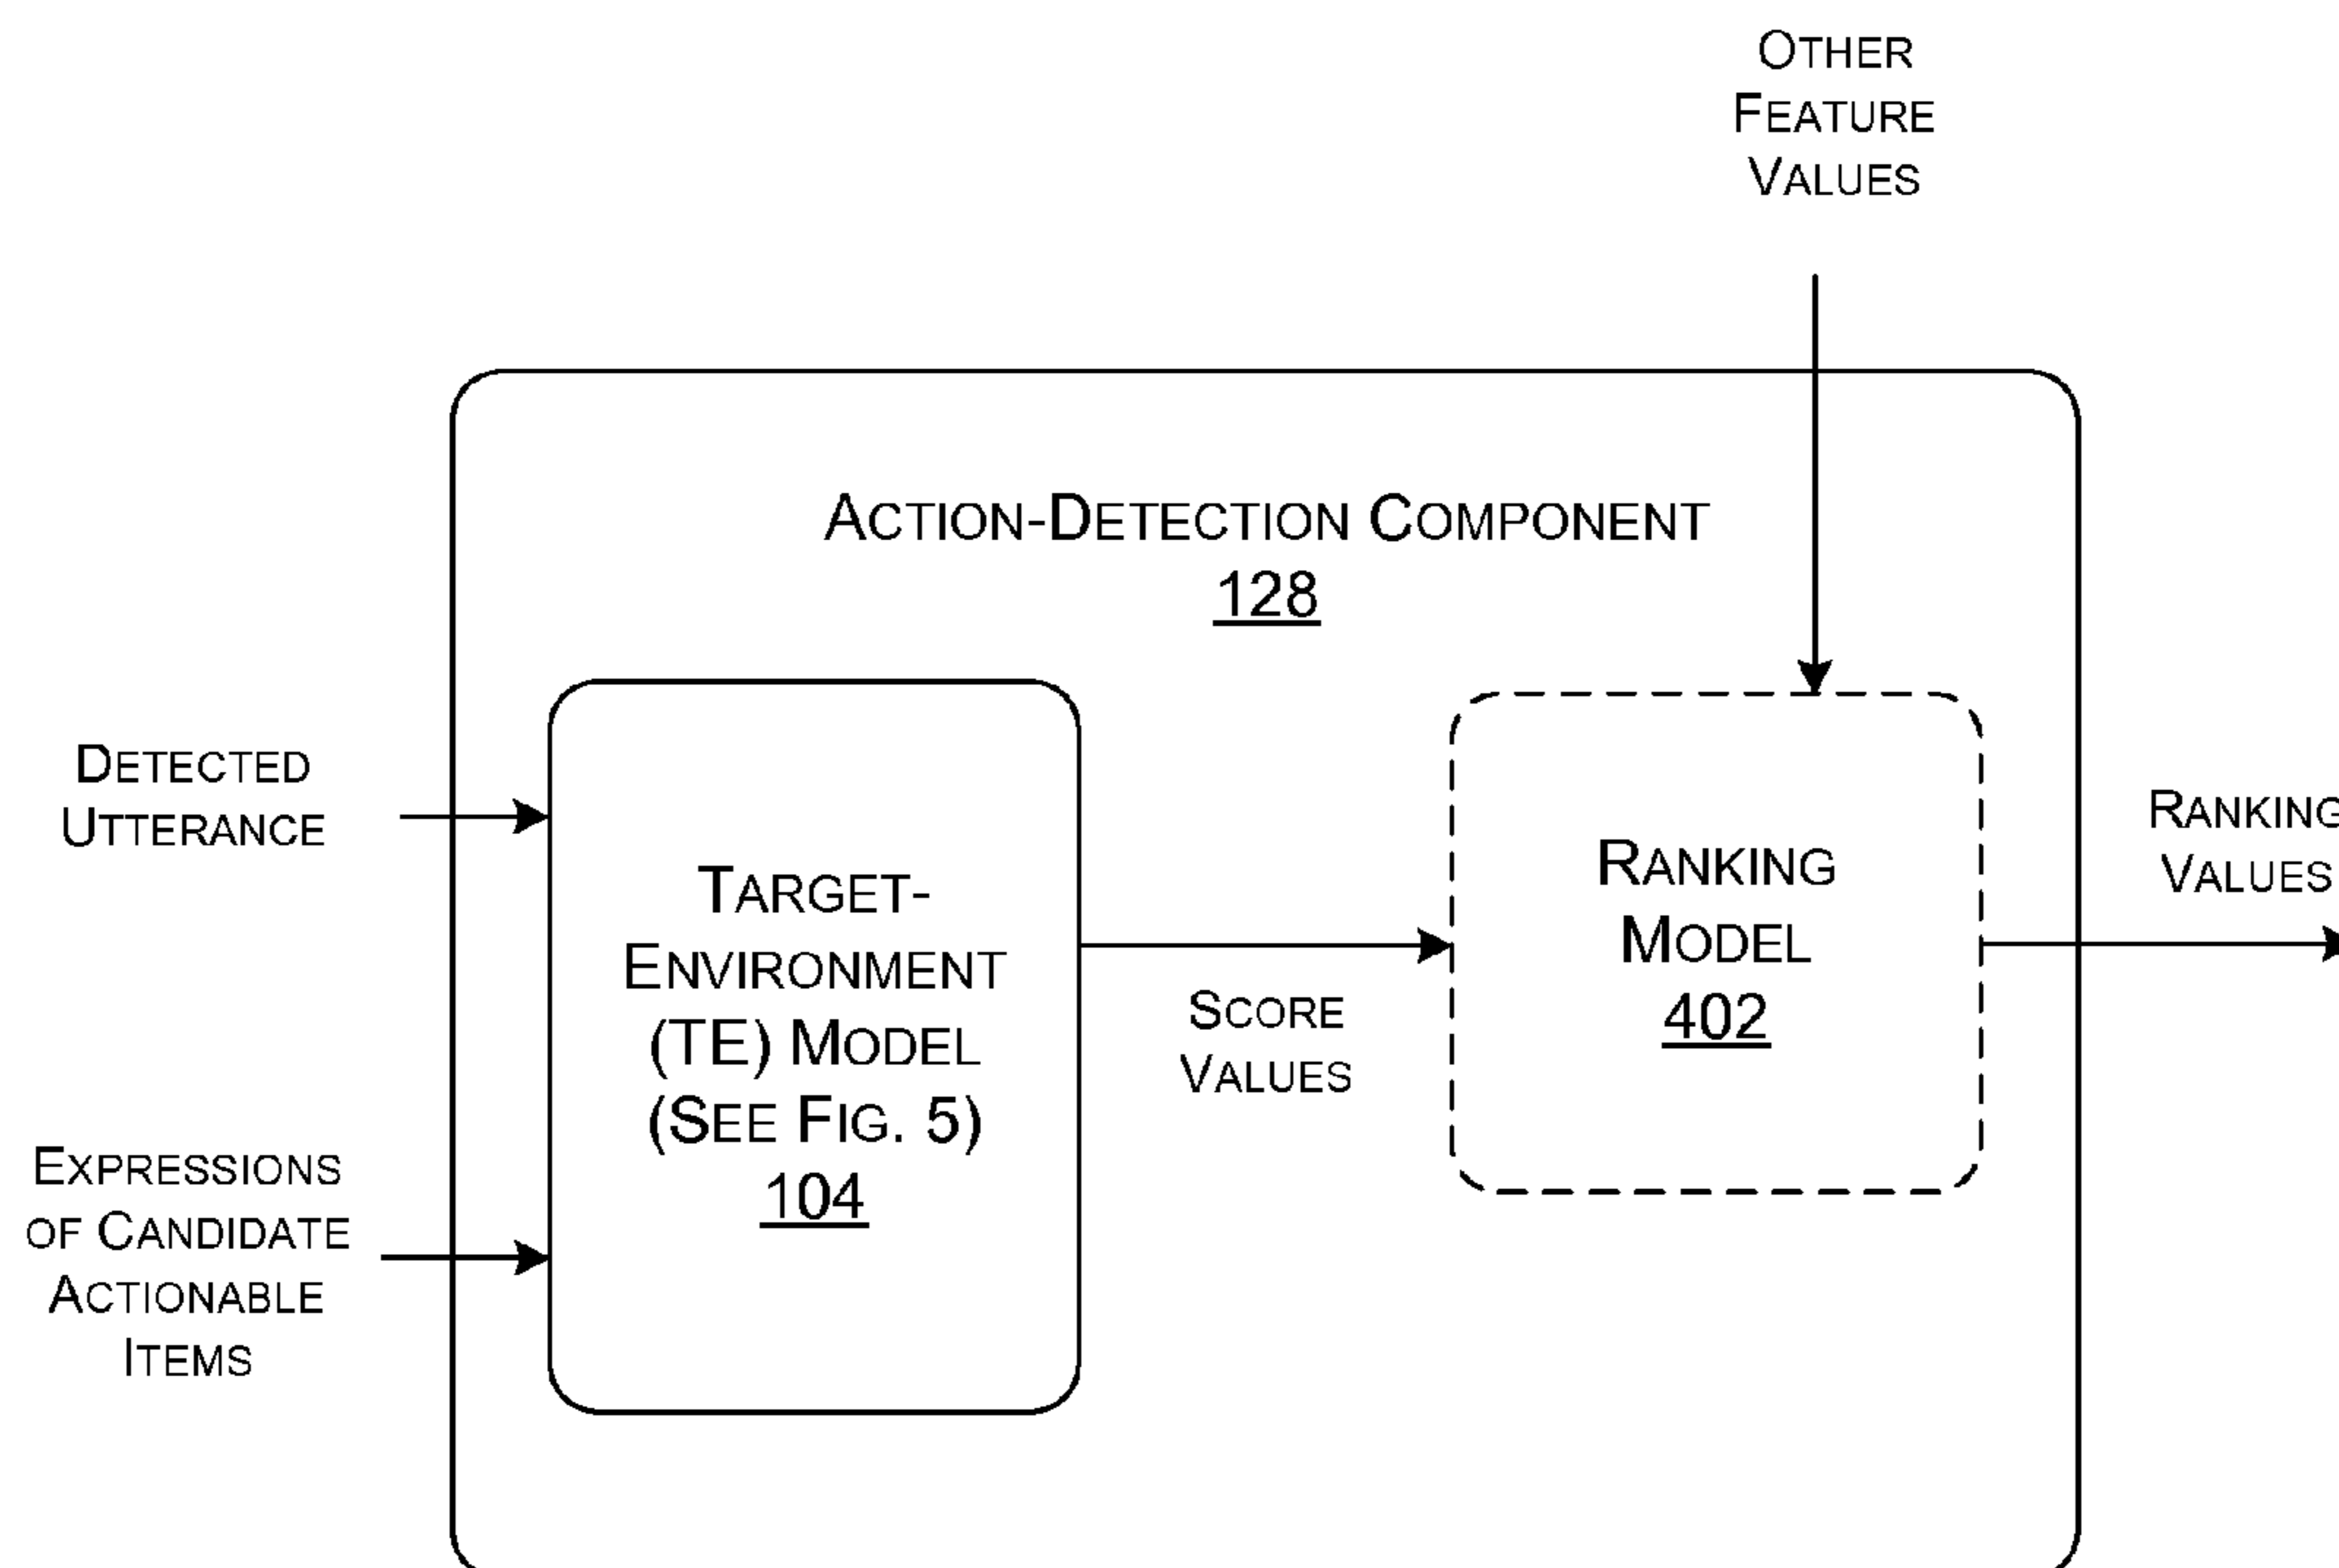 OTHER
FEATURE
VALUES
ACTION-DETECTION COMPONENT
128
DETECTED
UTTERANCE
EXPRESSIONS
OF CANDIDATE
ACTIONABLE
ITEMS
TARGET-
ENVIRONMENT
(TE) MODEL
(SEE FIG. 5)
104
SCORE
VALUES
RANKING
MODEL
402
RANKING
VALUES